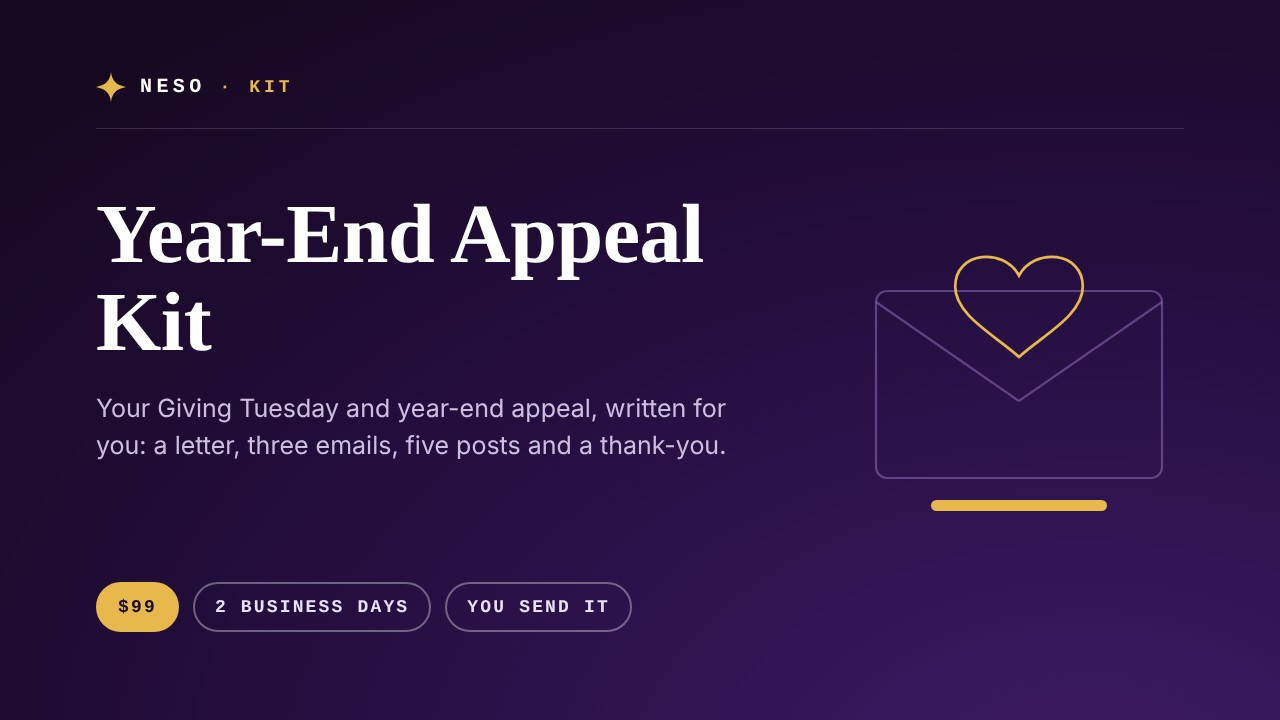 NESO · KIT
Year-End Appeal
Kit
Your Giving Tuesday and year-end appeal, written for
you: a letter, three emails, five posts and a thank-you.
$99
2 BUSINESS DAYS
YOU SEND IT